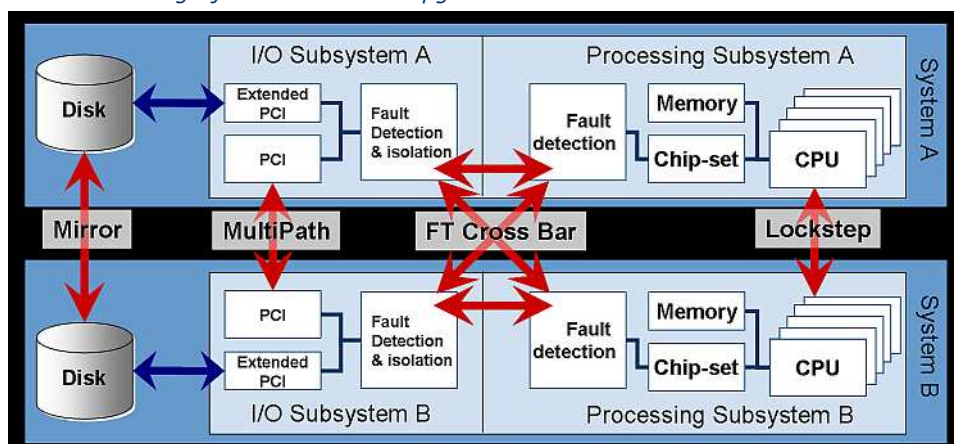 I/O Subsystem A
Processing Subsystem A
System A
Disk
Extended
PCI
PCI
Fault
Detection
& isolation
Fault
detection
Memory
Chip-set
CPU
Mirror
MultiPath
FT Cross Bar
Lockstep
Disk
PCI
Extended
PCI
Fault
Detection
& isolation
Fault
detection
Memory
Chip-set
CPU
I/O Subsystem B
Processing Subsystem B
System B